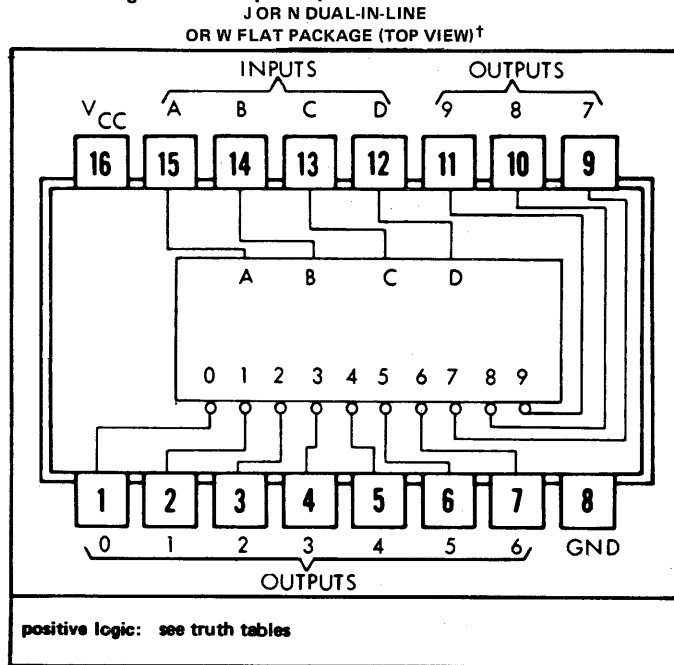 J OR N DUAL-IN-LINE
OR W FLAT PACKAGE (TOP VIEW)†
INPUTS OUTPUTS
VCC A B C D 9 8 7
16 15 14 13 12 11 10 9
A B C D
0 1 2 3 4 5 6 7 8 9
1 2 3 4 5 6 7 8
0 1 2 3 4 5 6 GND
OUTPUTS
positive logic: see truth tables